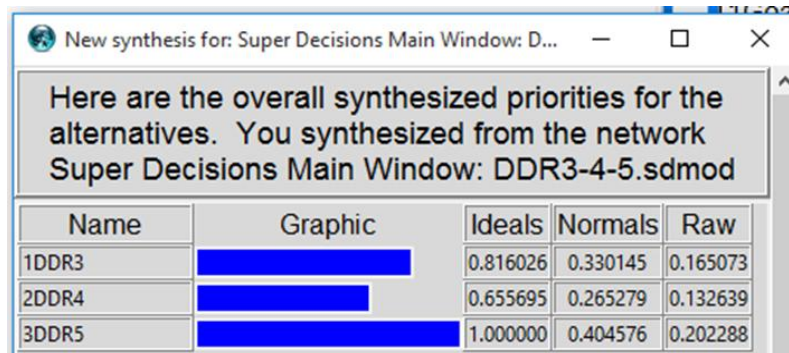 New synthesis for: Super Decisions Main Window: D...
Here are the overall synthesized priorities for the
alternatives. You synthesized from the network
Super Decisions Main Window: DDR3-4-5.sdmod
Name Graphic Ideals Normals Raw
1DDR3 0.816026 0.330145 0.165073
2DDR4 0.655695 0.265279 0.132639
3DDR5 1.000000 0.404576 0.202288